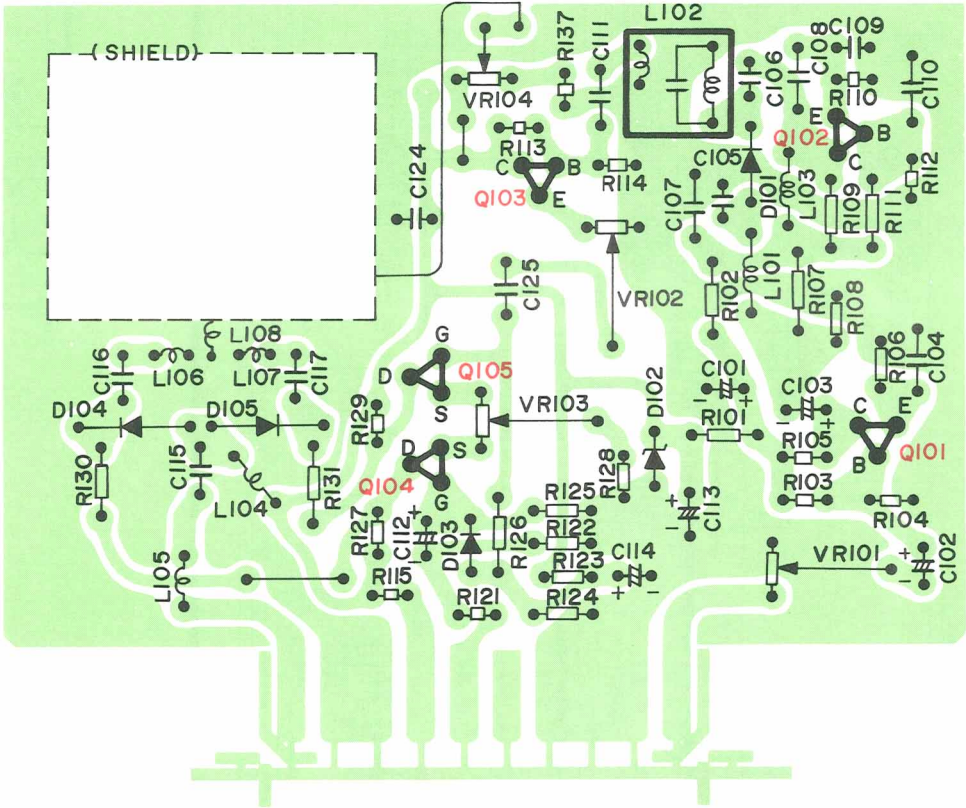 L102
(SHIELD)
R137
C111
C108
C109
C106
C110
R110
VR104
E
Q102
B
C
R113
C
B
Q103
E
R114
C105
D101
L103
R109
R111
R112
C124
C107
L101
C125
VR102
R102
R107
R108
L108
C116
L106
L107
C117
G
D
Q105
S
D102
C101
-
+
R101
C103
-
+
R106
C104
D104
D105
R129
VR103
C
E
B
Q101
R130
C115
L104
R131
D
S
Q104
G
R128
R105
R103
R104
R127
+
C112
-
D103
R126
R125
R122
R123
R124
+
C113
-
C114
+
-
VR101
+
C102
-
L105
R115
R121